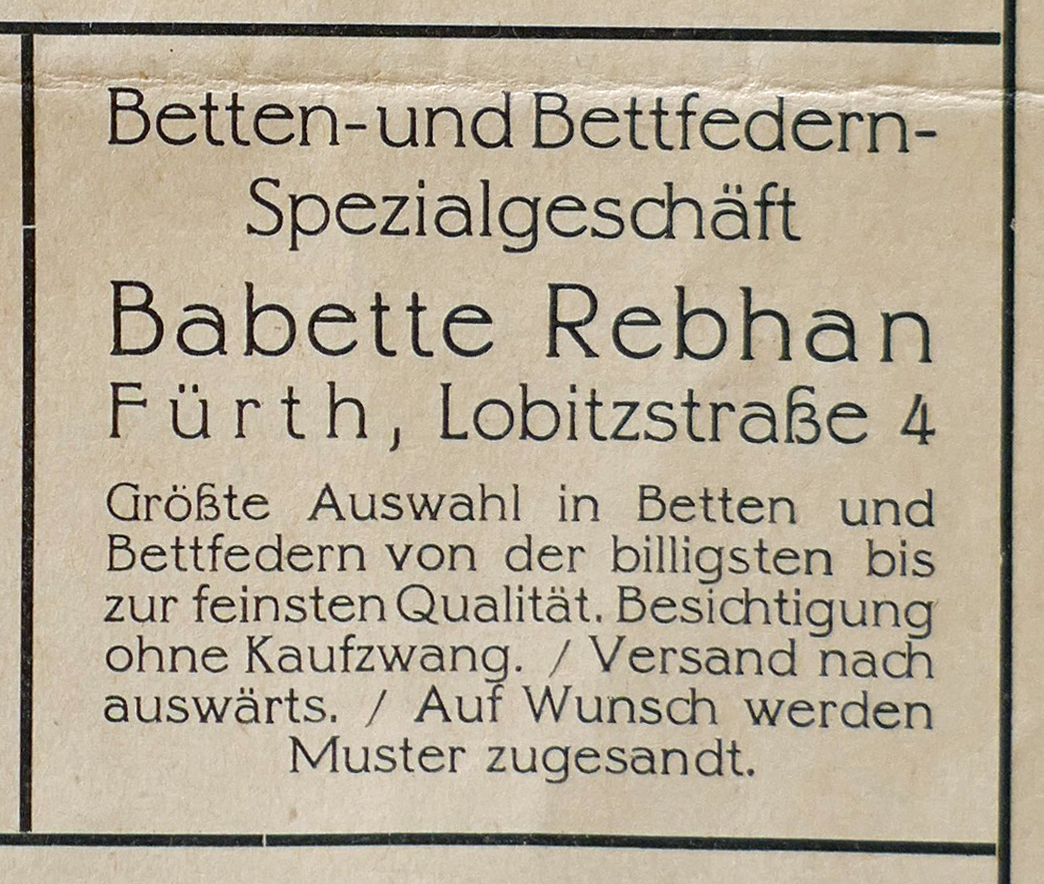 Betten- und Bettfedern-
Spezialgeschäft
Babette Rebhan
Fürth, Lobitzstraße 4
Größte Auswahl in Betten und
Bettfedern von der billigsten bis
zur feinsten Qualität. Besichtigung
ohne Kaufzwang. / Versand nach
auswärts. / Auf Wunsch werden
Muster zugesandt.